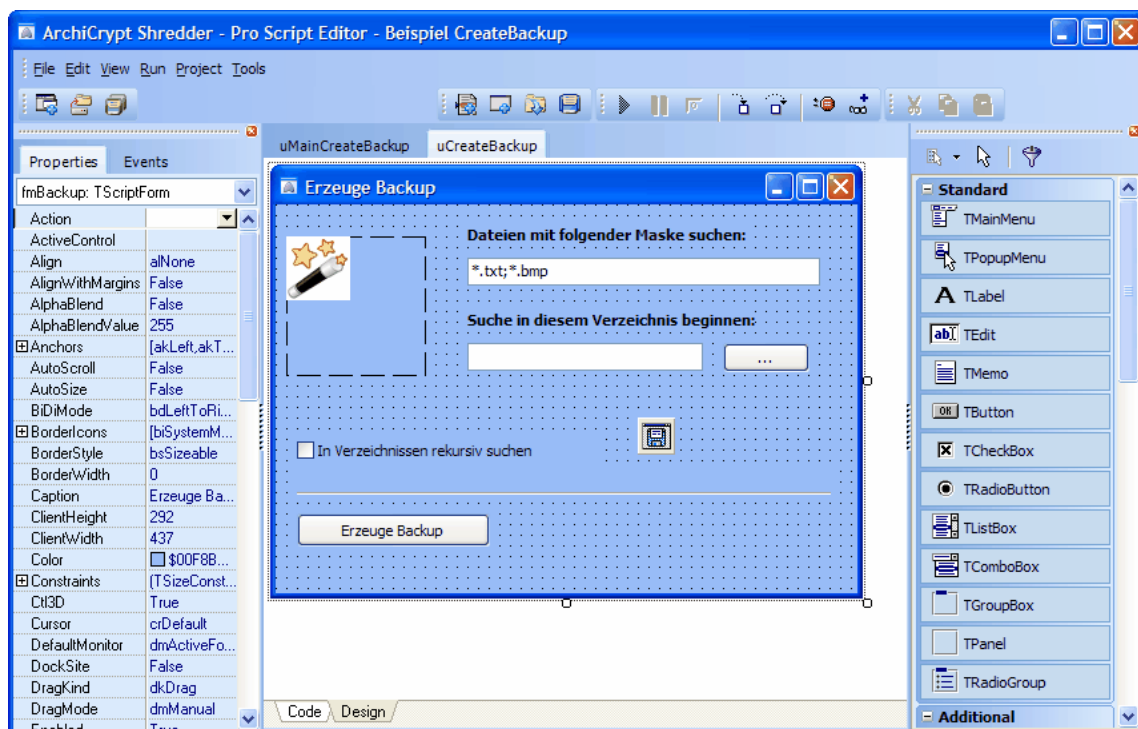 ArchiCrypt Shredder - Pro Script Editor - Beispiel CreateBackup
File Edit View Run Project Tools
Properties Events
fmBackup: TScriptForm
Action
ActiveControl
Align alNone
AlignWithMargins False
AlphaBlend False
AlphaBlendValue 255
Anchors [akLeft,akT...
AutoScroll False
AutoSize False
BiDiMode bdLeftToRi...
BorderIcons [biSystemM...
BorderStyle bsSizeable
BorderWidth 0
Caption Erzeuge Ba...
ClientHeight 292
ClientWidth 437
Color $00F8B...
Constraints (TSizeConst...
Ctl3D True
Cursor crDefault
DefaultMonitor dmActiveFo...
DockSite False
DragKind dkDrag
DragMode dmManual
uMainCreateBackup uCreateBackup
Erzeuge Backup
Dateien mit folgender Maske suchen:
*.txt;*.bmp
Suche in diesem Verzeichnis beginnen:
...
In Verzeichnissen rekursiv suchen
Erzeuge Backup
Code Design
Standard
TMainMenu
TPopupMenu
A TLabel
abI TEdit
TMemo
OK TButton
TCheckBox
TRadioButton
TListBox
TComboBox
TGroupBox
TPanel
TRadioGroup
Additional